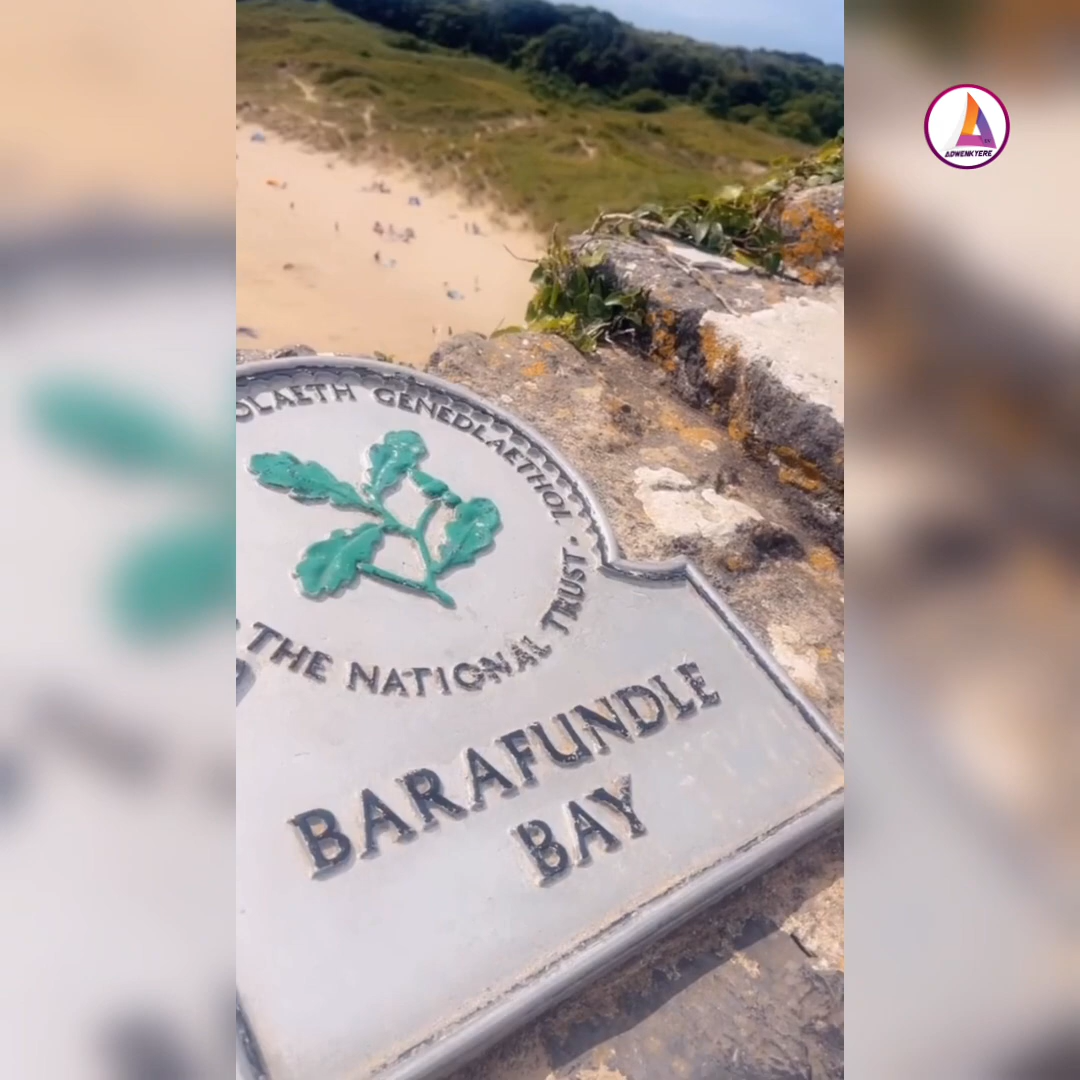 OLAETH GENEDLAETHOL · THE NATIONAL TRUST ·
BARAFUNDLE
BAY
ADWENKYERE